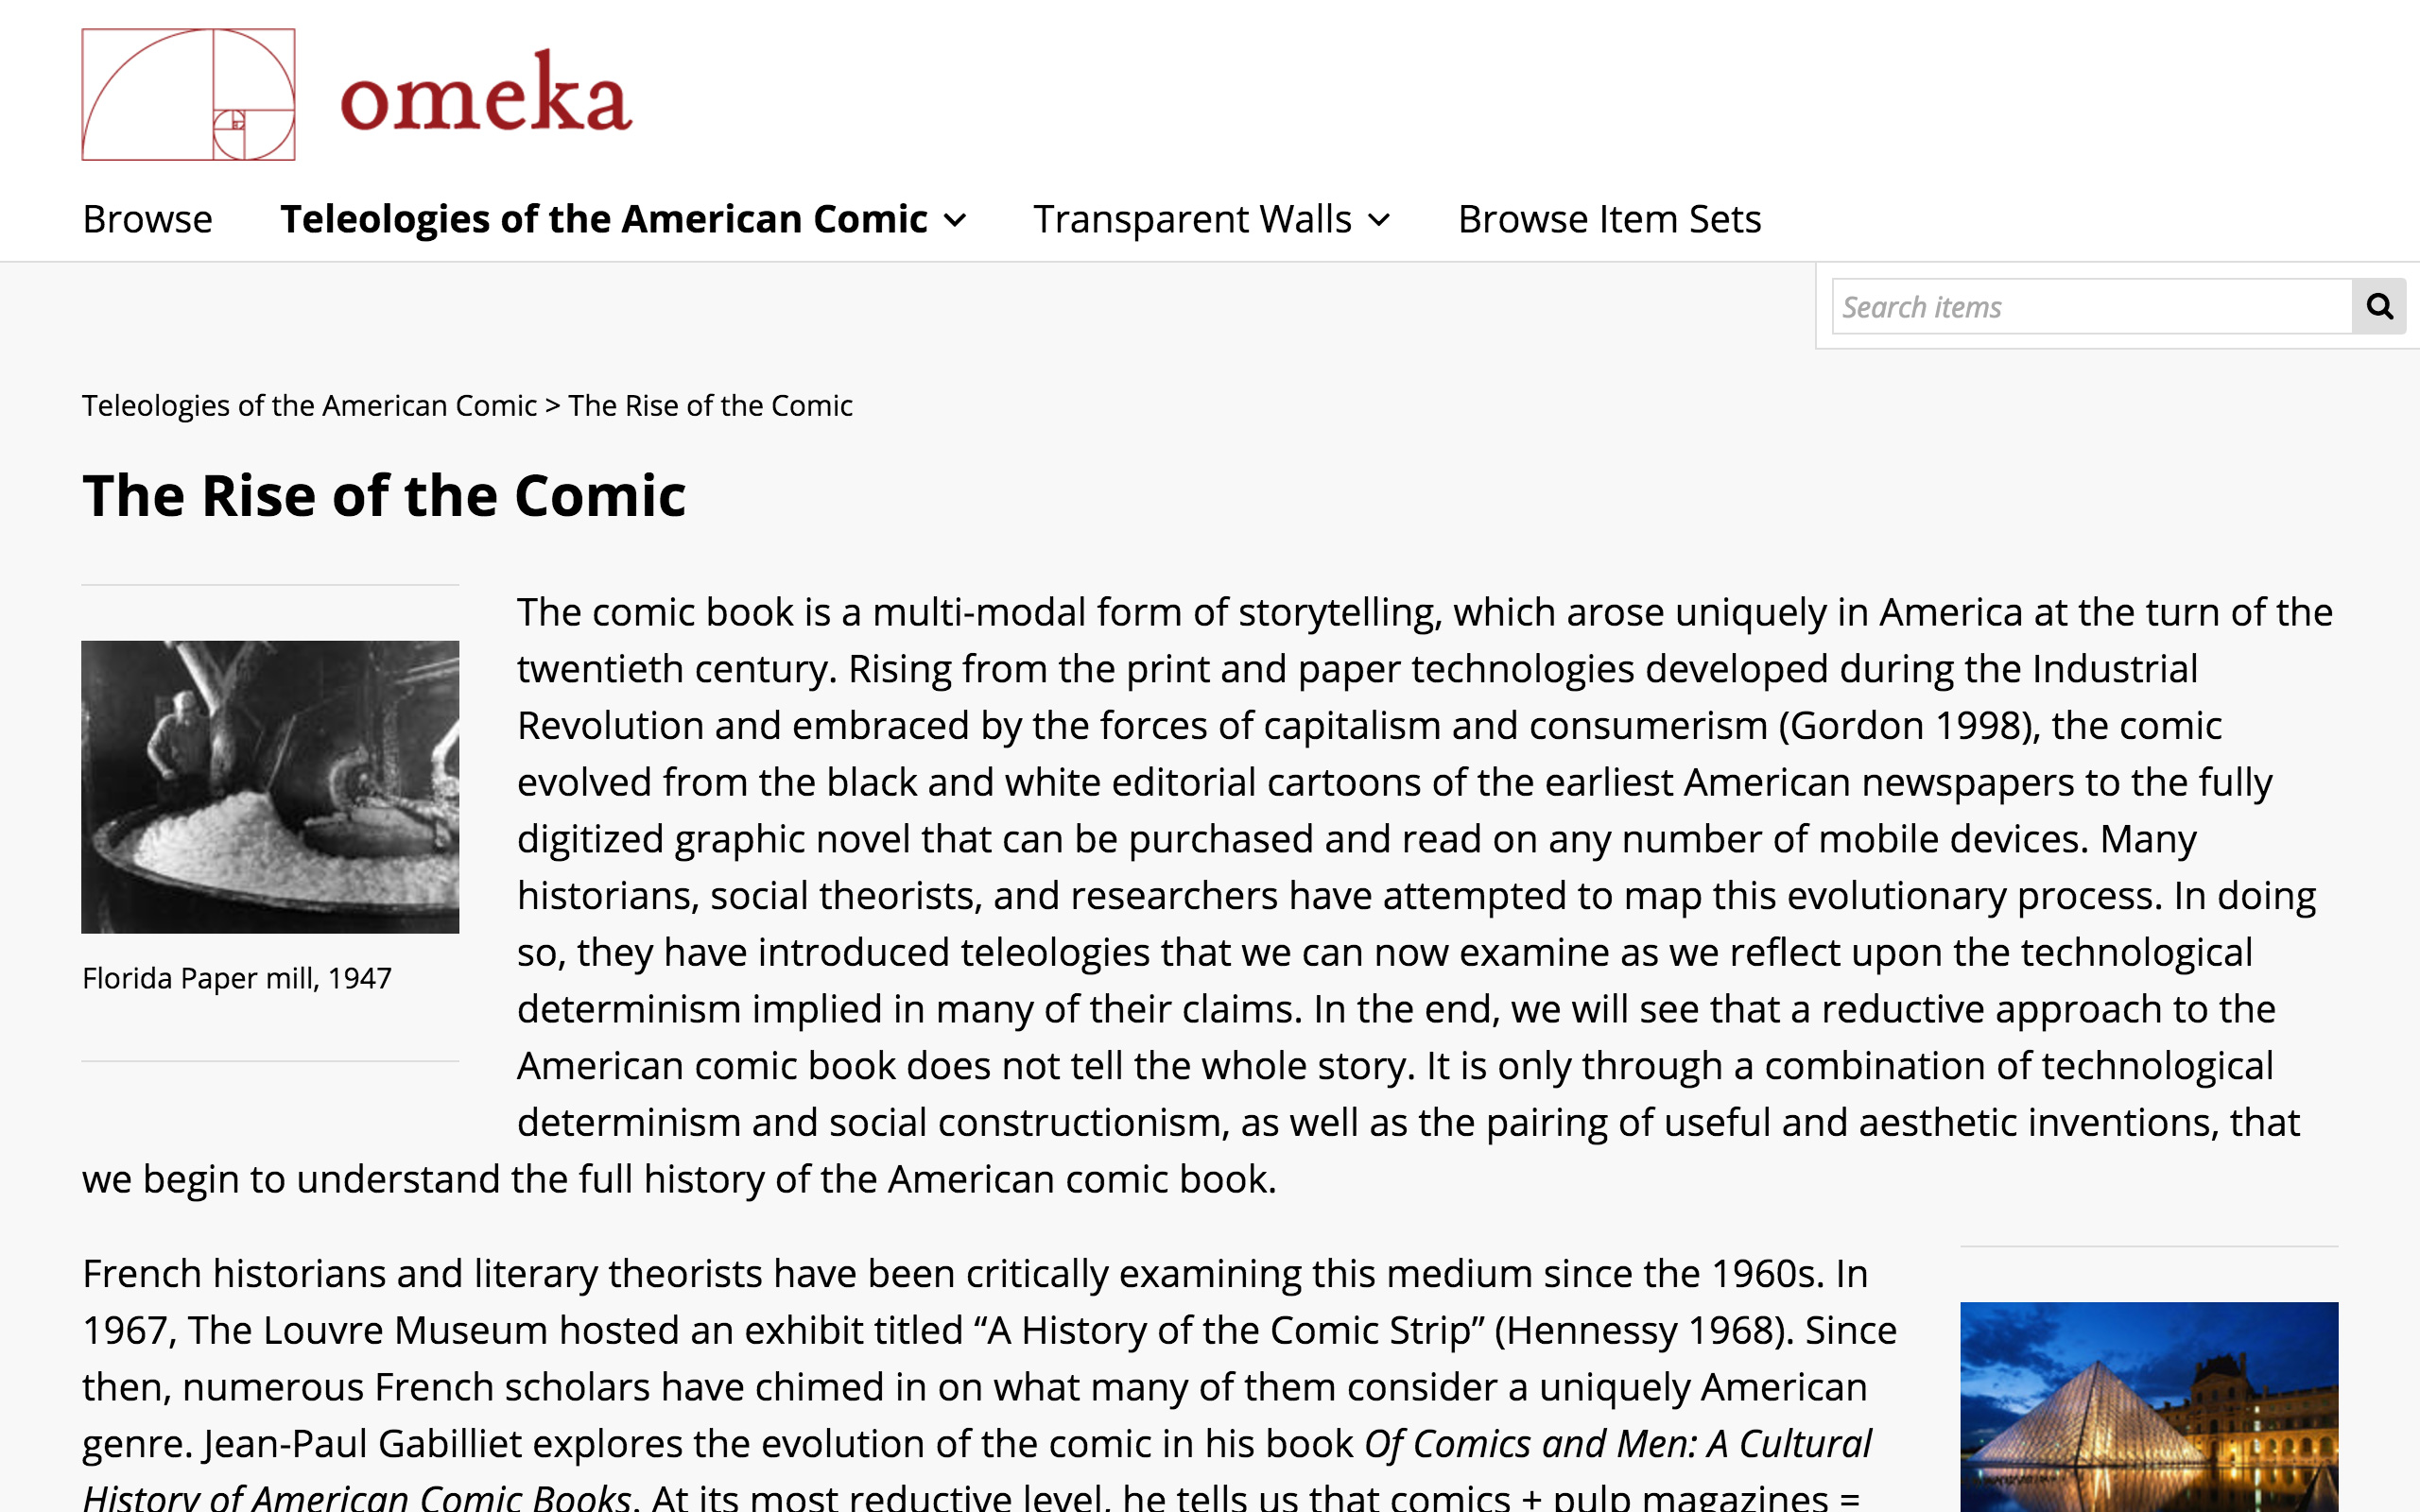 omeka
Browse
Teleologies of the American Comic
Transparent Walls
Browse Item Sets
Search items
Teleologies of the American Comic > The Rise of the Comic
The Rise of the Comic
Florida Paper mill, 1947
The comic book is a multi-modal form of storytelling, which arose uniquely in America at the turn of the
twentieth century. Rising from the print and paper technologies developed during the Industrial
Revolution and embraced by the forces of capitalism and consumerism (Gordon 1998), the comic
evolved from the black and white editorial cartoons of the earliest American newspapers to the fully
digitized graphic novel that can be purchased and read on any number of mobile devices. Many
historians, social theorists, and researchers have attempted to map this evolutionary process. In doing
so, they have introduced teleologies that we can now examine as we reflect upon the technological
determinism implied in many of their claims. In the end, we will see that a reductive approach to the
American comic book does not tell the whole story. It is only through a combination of technological
determinism and social constructionism, as well as the pairing of useful and aesthetic inventions, that
we begin to understand the full history of the American comic book.
French historians and literary theorists have been critically examining this medium since the 1960s. In
1967, The Louvre Museum hosted an exhibit titled “A History of the Comic Strip” (Hennessy 1968). Since
then, numerous French scholars have chimed in on what many of them consider a uniquely American
genre. Jean-Paul Gabilliet explores the evolution of the comic in his book Of Comics and Men: A Cultural
History of American Comic Books. At its most reductive level, he tells us that comics + pulp magazines =